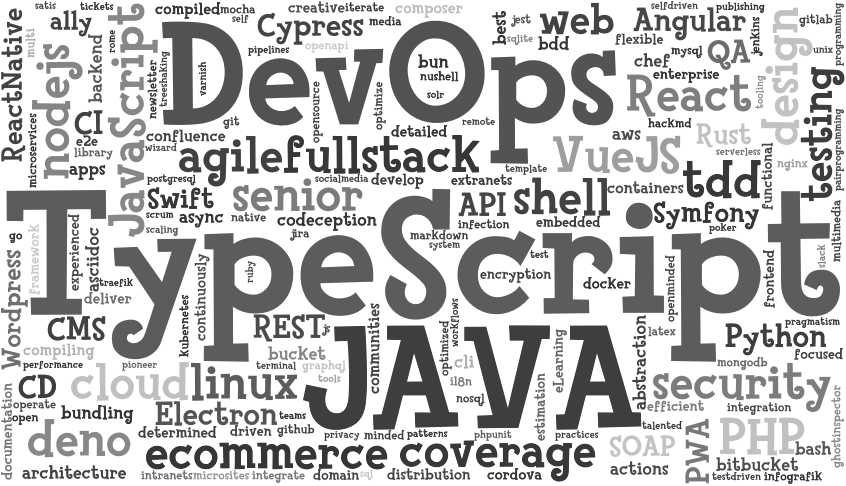 satis
tickets
compiled
mocha
self
creative
iterate
composer
selfdriven
publishing
ally
multi
rome
Cypress
media
best
jest
web
Angular
gitlab
ReactNative
nodejs
backend
JavaScript
newsletter
treeshaking
varnish
DevOps
pipelines
openapi
bun
nushell
solr
sqlite
bdd
flexible
mysql
QA
jenkins
design
unix
programming
chef
enterprise
React
tooling
testing
microservices
CI
e2e
library
apps
git
opensource
optimize
remote
detailed
confluence
wizard
agile
fullstack
aws
hackmd
Rust
serverless
VueJS
template
nginx
pairprogramming
functional
postgresql
socialmedia
develop
extranets
containers
tdd
Swift
senior
API
shell
scrum
async
native
codeception
infection
embedded
Symfony
poker
multimedia
scaling
jira
markdown
system
go
framework
experienced
asciidoc
TypeScript
ruby
test
encryption
docker
openminded
frontend
slack
Wordpress
traefik
deliver
kubernetes
continuously
CMS
REST
js
communities
optimized
workflows
latex
pragmatism
Python
focused
compiling
performance
pioneer
bucket
terminal
graphql
tools
JAVA
cli
eLearning
abstraction
mongodb
CD
cloud
linux
il8n
nosql
estimation
security
documentation
operate
open
bundling
Electron
teams
efficient
integration
ghostinspector
deno
determined
driven
github
privacy
minded
patterns
phpunit
practices
talented
PWA
PHP
SOAP
bash
architecture
ecommerce
coverage
actions
bitbucket
intranets
microsites
integrate
domain
sql
distribution
cordova
testdriven
infografik